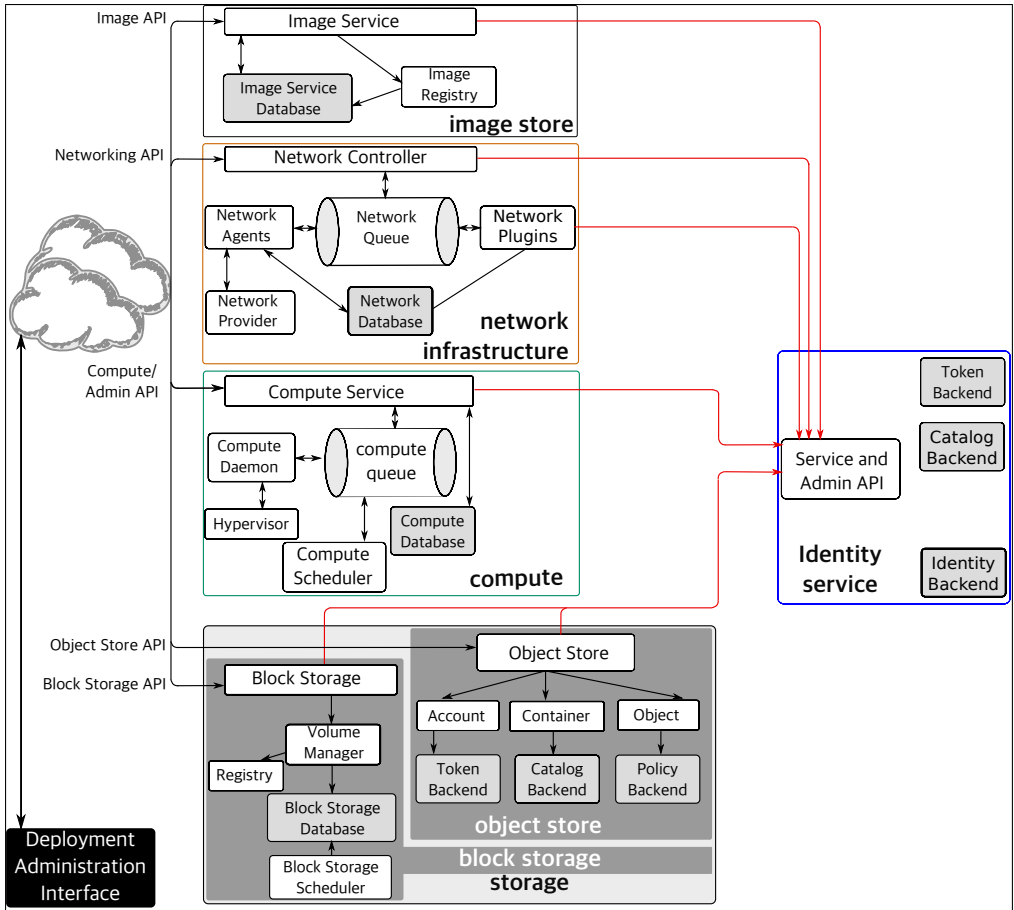 Image API
Image Service
Image Service
Database
Image
Registry
image store
Networking API
Network Controller
Network
Agents
Network
Queue
Network
Plugins
Network
Provider
Network
Database
network
infrastructure
Compute/
Admin API
Compute Service
Compute
Daemon
compute
queue
Hypervisor
Compute
Database
Compute
Scheduler
compute
Token
Backend
Catalog
Backend
Service and
Admin API
Identity
service
Identity
Backend
Object Store API
Object Store
Block Storage API
Block Storage
Account
Container
Object
Volume
Manager
Registry
Token
Backend
Catalog
Backend
Policy
Backend
Block Storage
Database
object store
block storage
Block Storage
Scheduler
storage
Deployment
Administration
Interface